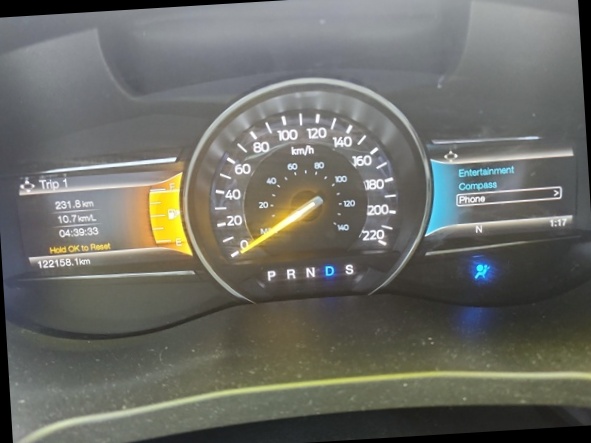 Trip 1
231.8 km
10.7 km/L
04:39:33
Hold OK to Reset
122158.1km
F
E
km/h
0
20
40
60
80
100
120
140
160
180
200
220
20
40
60
80
100
120
140
P R N D S
Entertainment
Compass
Phone >
N
1:17